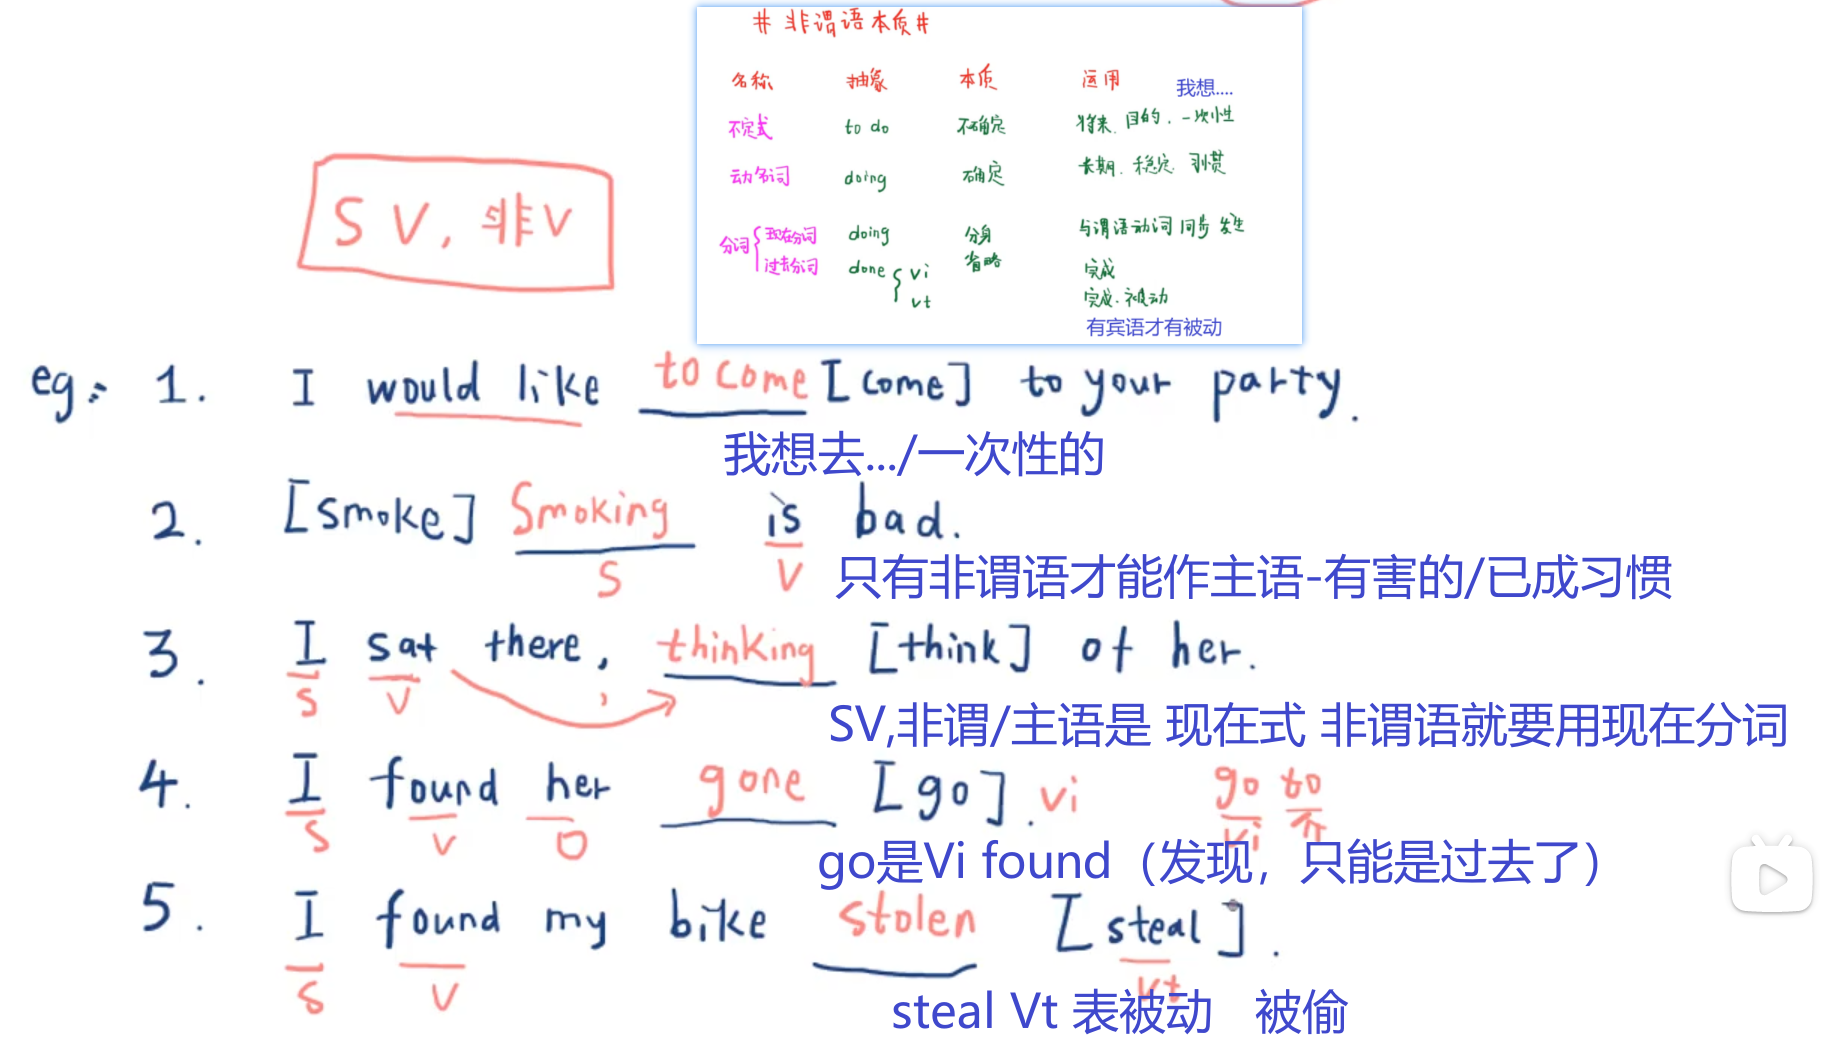 # 非谓语本质#
名称 抽象 本质 运用 我想....
不定式 to do 不确定 将来、目的、一次性
动名词 doing 确定 长期、稳定、习惯
分词 { 现在分词 doing 分身 与谓语动词同步发生
过去分词 done { vi 省略 完成
vt 完成、被动
有宾语才有被动
S V , 非V
eg: 1. I would like to come [come] to your party.
我想去.../一次性的
2. [smoke] Smoking is bad.
S V 只有非谓语才能作主语-有害的/已成习惯
3. I sat there, thinking [think] of her.
S V ,
SV,非谓/主语是 现在式 非谓语就要用现在分词
4. I found her gone [go]. vi go to
S V O vi 介
go是Vi found（发现，只能是过去了）
5. I found my bike stolen [steal].
S V vt
steal Vt 表被动 被偷